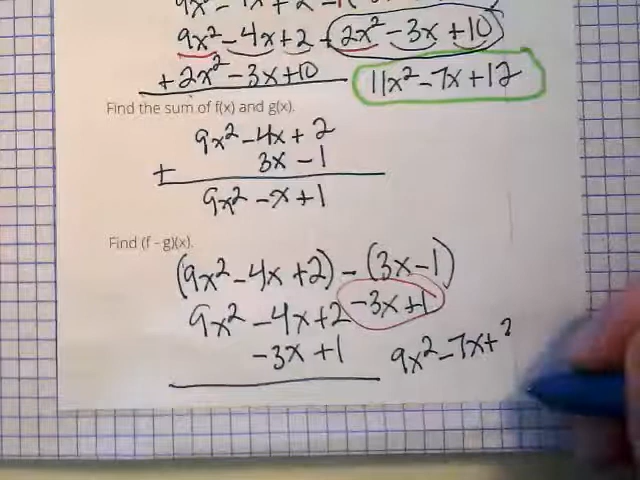 9x² - 4x + 2 + 2x² - 3x + 10
+ 2x² - 3x + 10
11x² - 7x + 12
Find the sum of f(x) and g(x).
9x² - 4x + 2
+ 3x - 1
9x² - x + 1
Find (f – g)(x).
(9x² - 4x + 2) - (3x - 1)
9x² - 4x + 2 - 3x + 1
- 3x + 1
9x² - 7x +